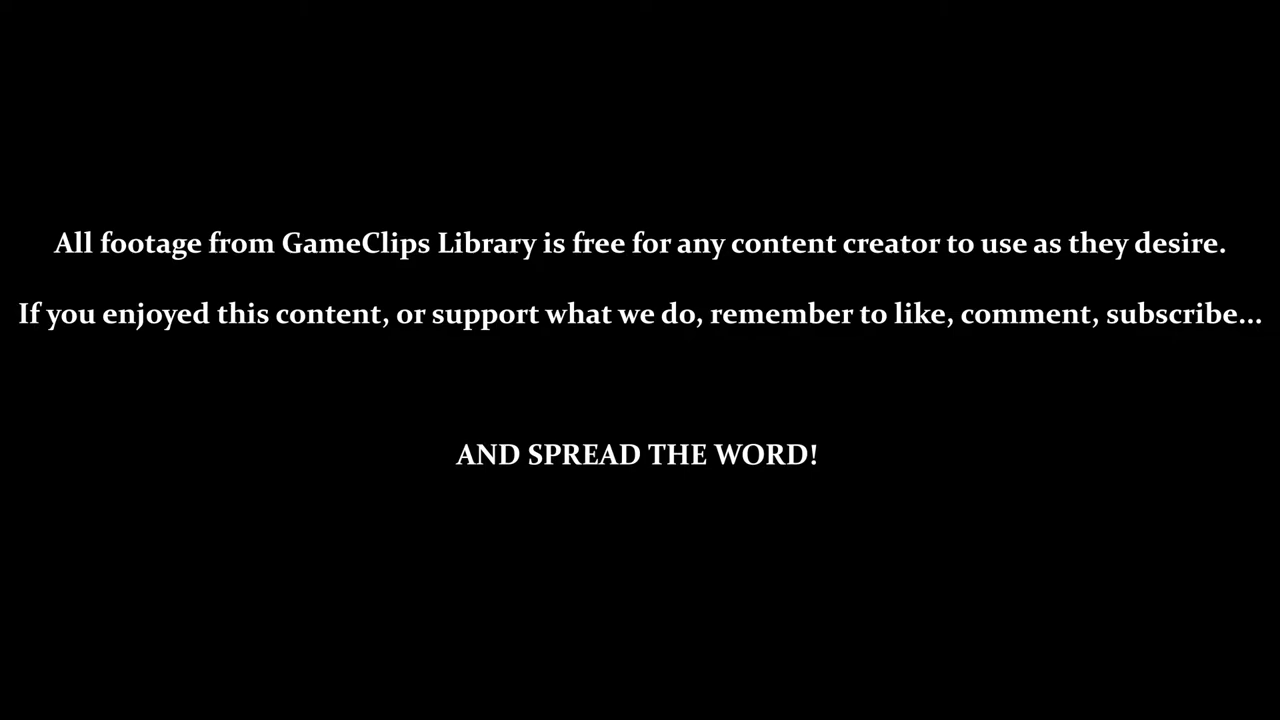 All footage from GameClips Library is free for any content creator to use as they desire.
If you enjoyed this content, or support what we do, remember to like, comment, subscribe...
AND SPREAD THE WORD!